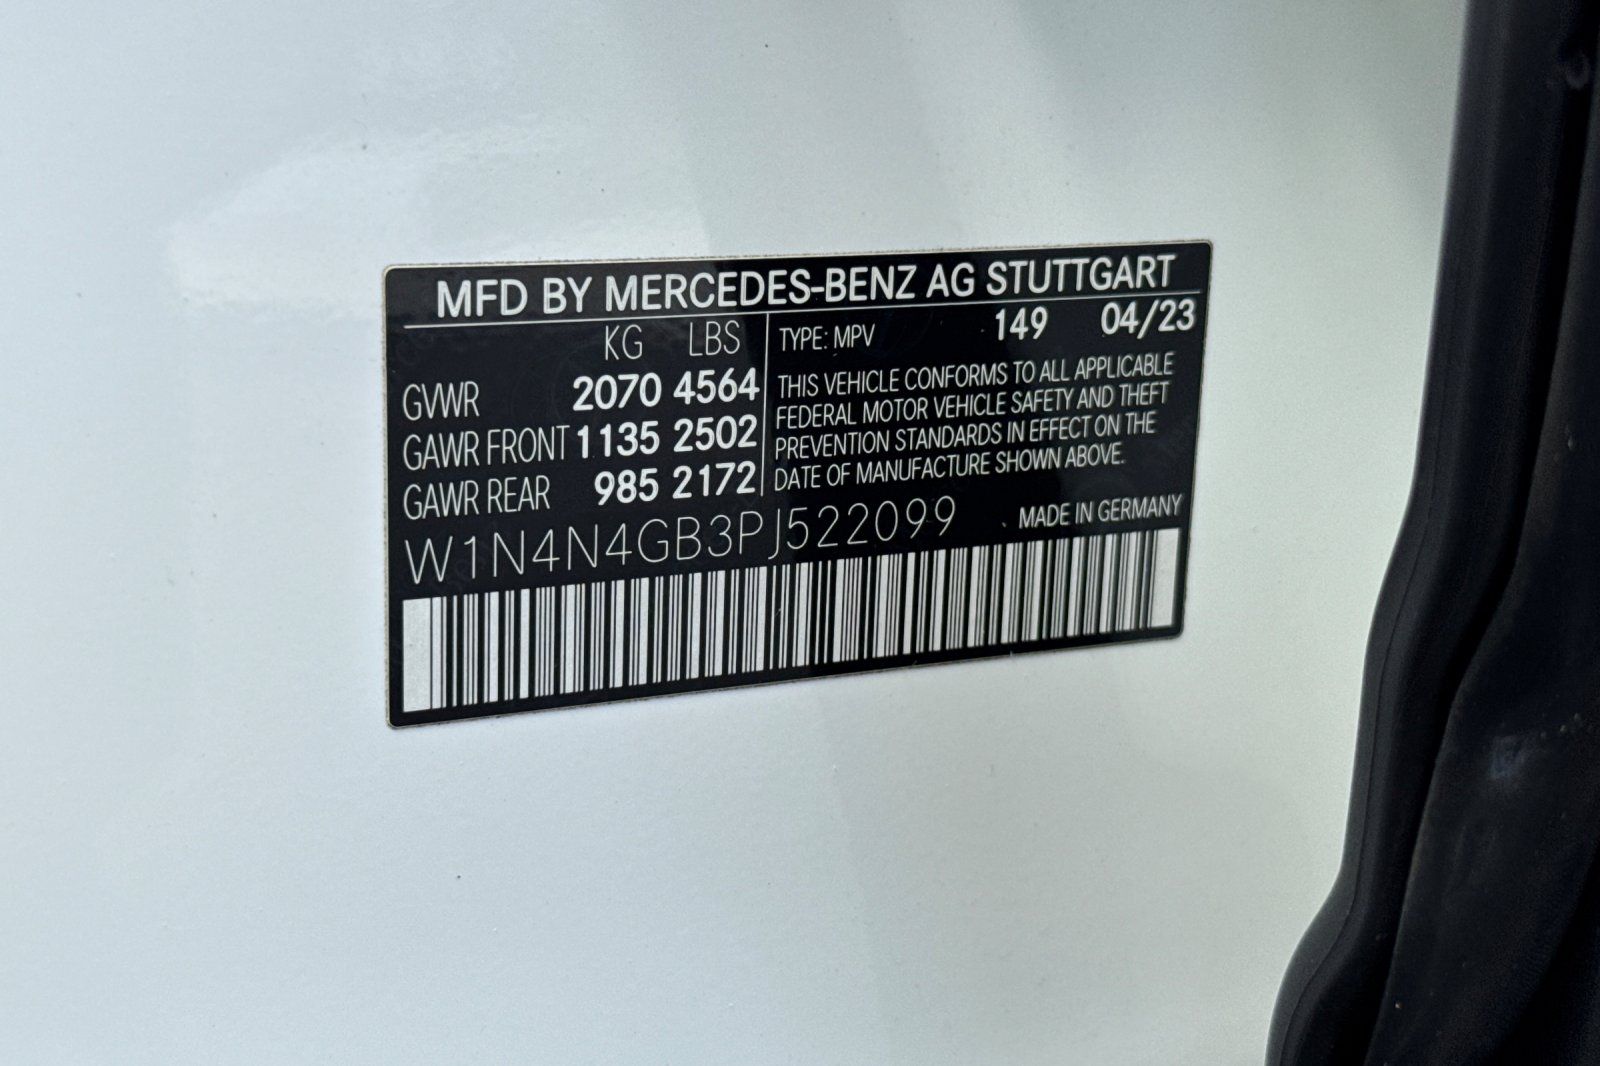 MFD BY MERCEDES-BENZ AG STUTTGART
KG LBS
GVWR 2070 4564
GAWR FRONT 1135 2502
GAWR REAR 985 2172
TYPE: MPV 149 04/23
THIS VEHICLE CONFORMS TO ALL APPLICABLE
FEDERAL MOTOR VEHICLE SAFETY AND THEFT
PREVENTION STANDARDS IN EFFECT ON THE
DATE OF MANUFACTURE SHOWN ABOVE.
W1N4N4GB3PJ522099
MADE IN GERMANY